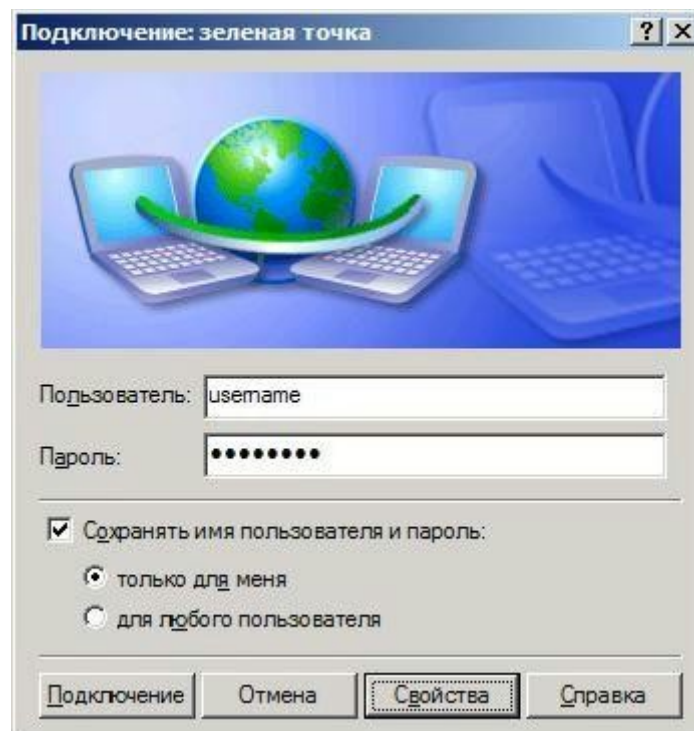 Подключение: зеленая точка
Пользователь: username
Пароль: ••••••••
Сохранять имя пользователя и пароль:
только для меня
для любого пользователя
Подключение Отмена Свойства Справка